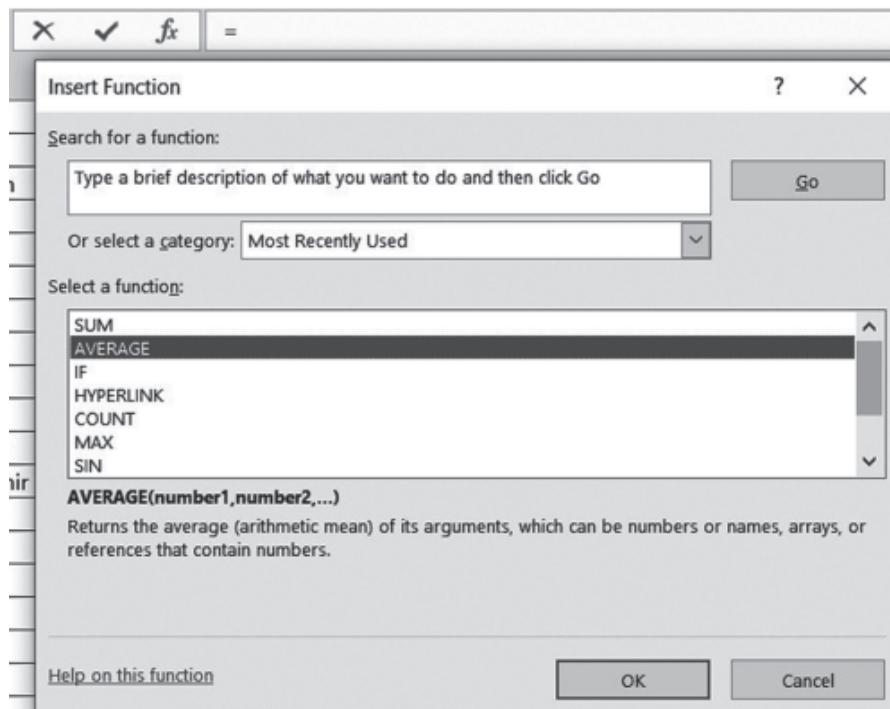 fx =
Insert Function ? ×
Search for a function:
Type a brief description of what you want to do and then click Go
Go
Or select a category: Most Recently Used
Select a function:
SUM
AVERAGE
IF
HYPERLINK
COUNT
MAX
SIN
AVERAGE(number1,number2,...)
Returns the average (arithmetic mean) of its arguments, which can be numbers or names, arrays, or
references that contain numbers.
Help on this function
OK
Cancel